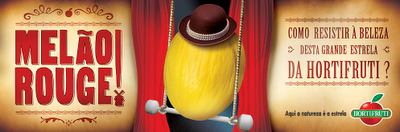 MELÃO
ROUGE!
COMO RESISTIR À BELEZA
DESTA GRANDE ESTRELA
DA HORTIFRUTI ?
Aqui a natureza é a estrela
HORTIFRUTI